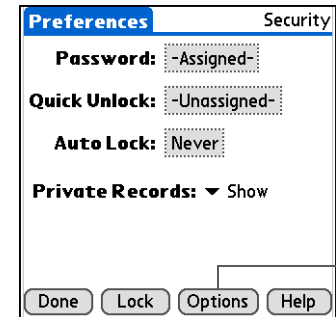 Preferences Security
Password: -Assigned-
Quick Unlock: -Unassigned-
Auto Lock: Never
Private Records: Show
Done Lock Options Help